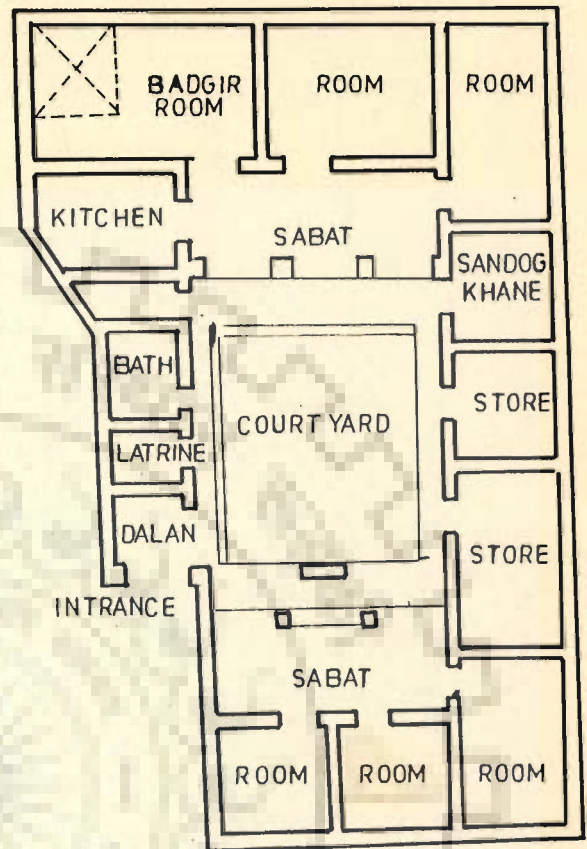 BADGIR
ROOM
ROOM
ROOM
KITCHEN
SABAT
SANDOG
KHANE
BATH
COURT YARD
STORE
LATRINE
DALAN
STORE
INTRANCE
SABAT
ROOM
ROOM
ROOM